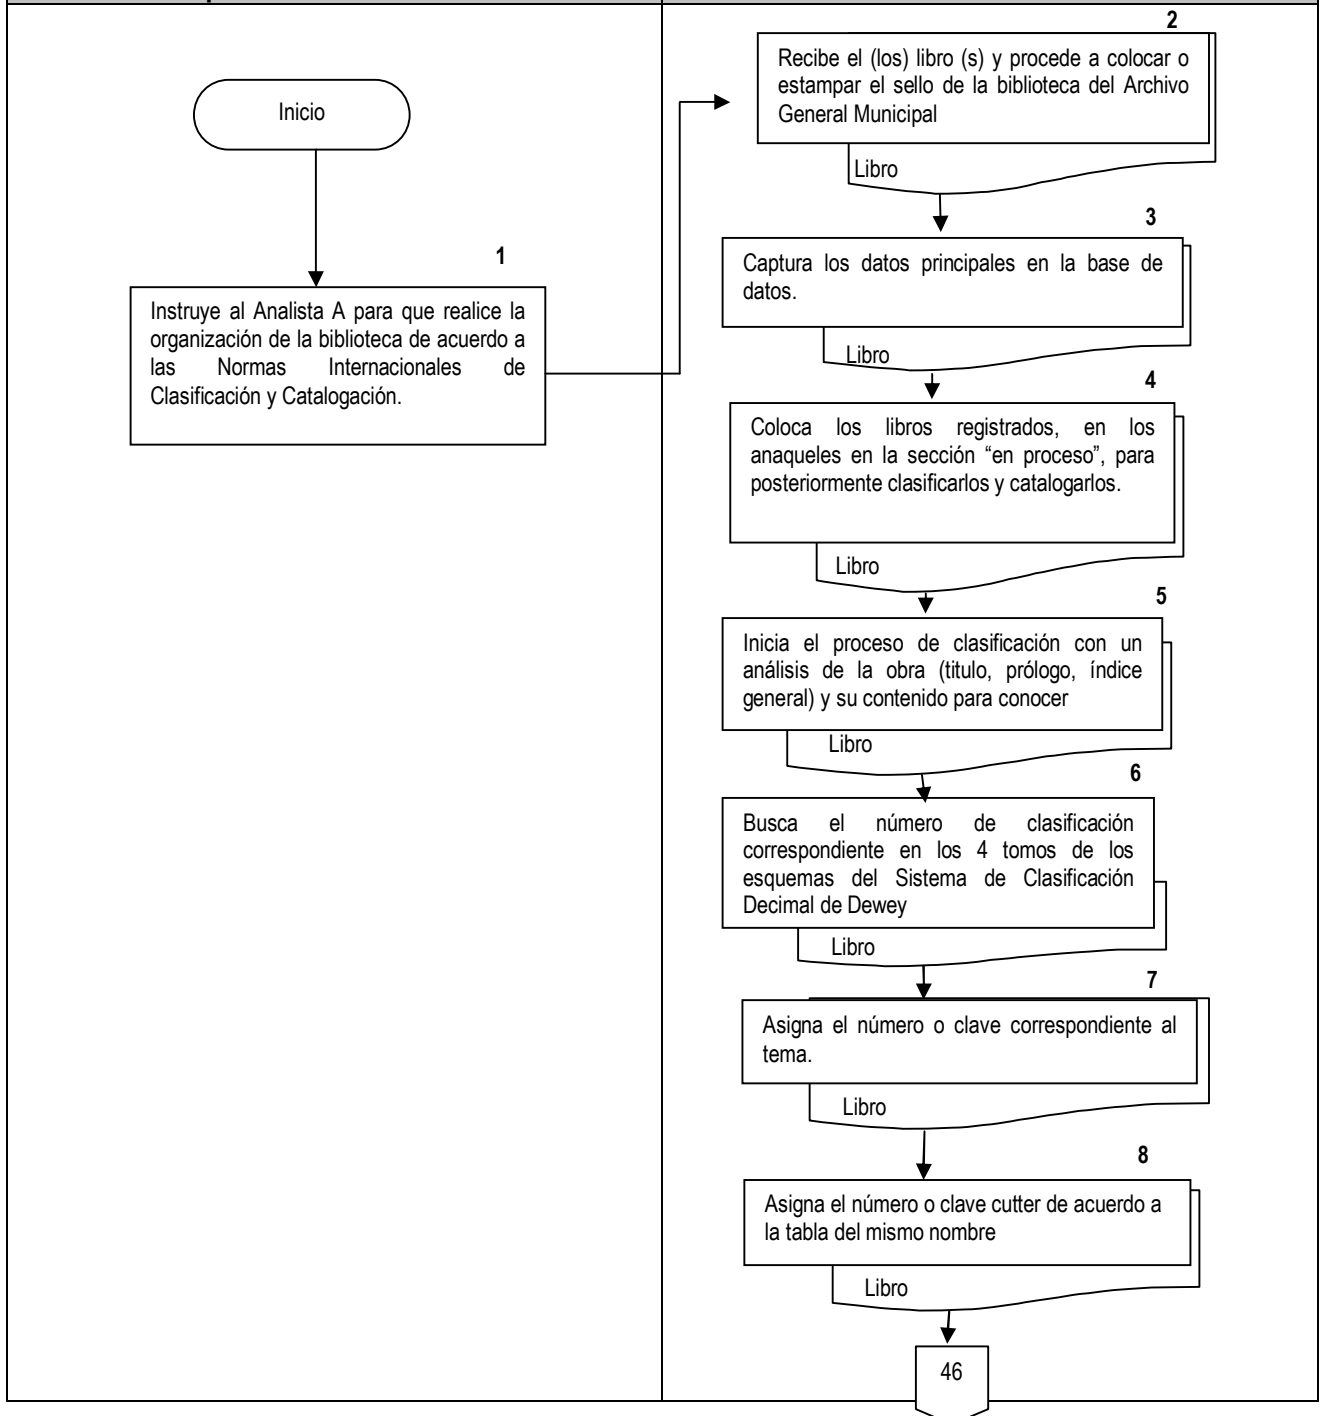 Inicio
1
Instruye al Analista A para que realice la
organización de la biblioteca de acuerdo a
las Normas Internacionales de
Clasificación y Catalogación.
2
Recibe el (los) libro (s) y procede a colocar o
estampar el sello de la biblioteca del Archivo
General Municipal
Libro
3
Captura los datos principales en la base de
datos.
Libro
4
Coloca los libros registrados, en los
anaqueles en la sección “en proceso”, para
posteriormente clasificarlos y catalogarlos.
Libro
5
Inicia el proceso de clasificación con un
análisis de la obra (titulo, prólogo, índice
general) y su contenido para conocer
Libro
6
Busca el número de clasificación
correspondiente en los 4 tomos de los
esquemas del Sistema de Clasificación
Decimal de Dewey
Libro
7
Asigna el número o clave correspondiente al
tema.
Libro
8
Asigna el número o clave cutter de acuerdo a
la tabla del mismo nombre
Libro
46